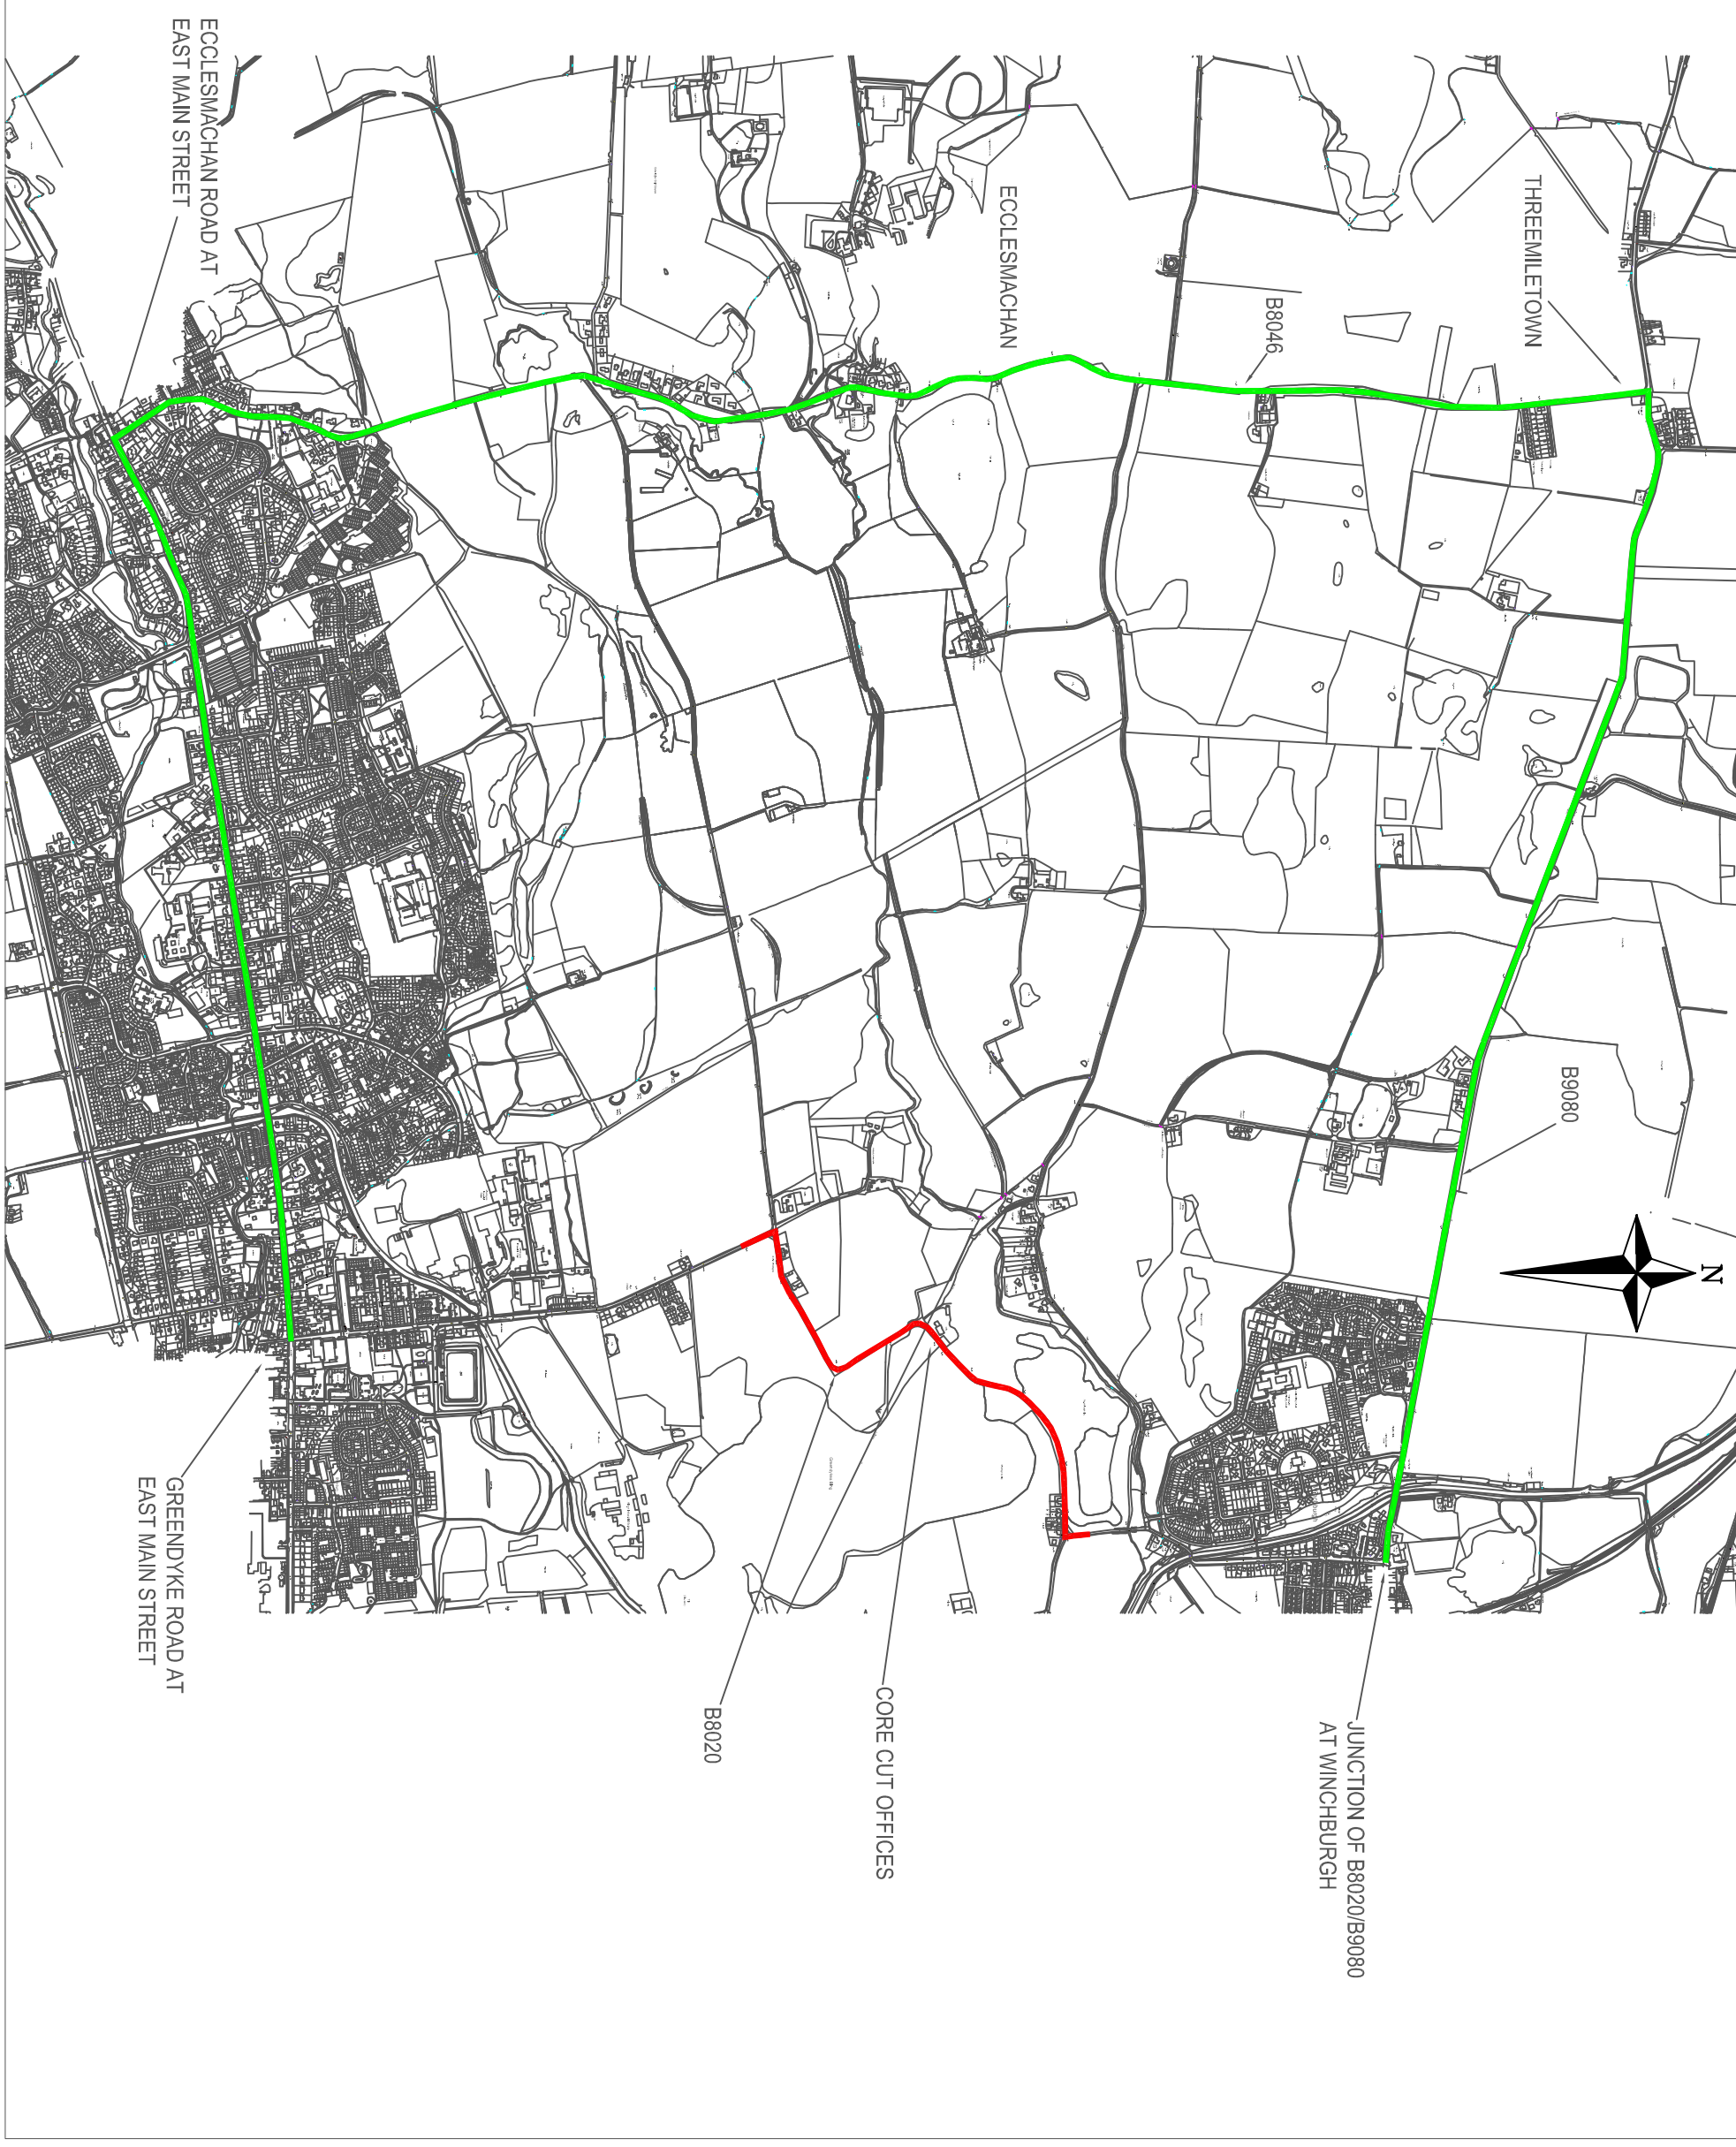 THREEMILETOWN
B9080
N
JUNCTION OF B8020/B9080
AT WINCHBURGH
B8046
ECCLESMACHAN
CORE CUT OFFICES
B8020
ECCLESMACHAN ROAD AT
EAST MAIN STREET
GREENDYKE ROAD AT
EAST MAIN STREET